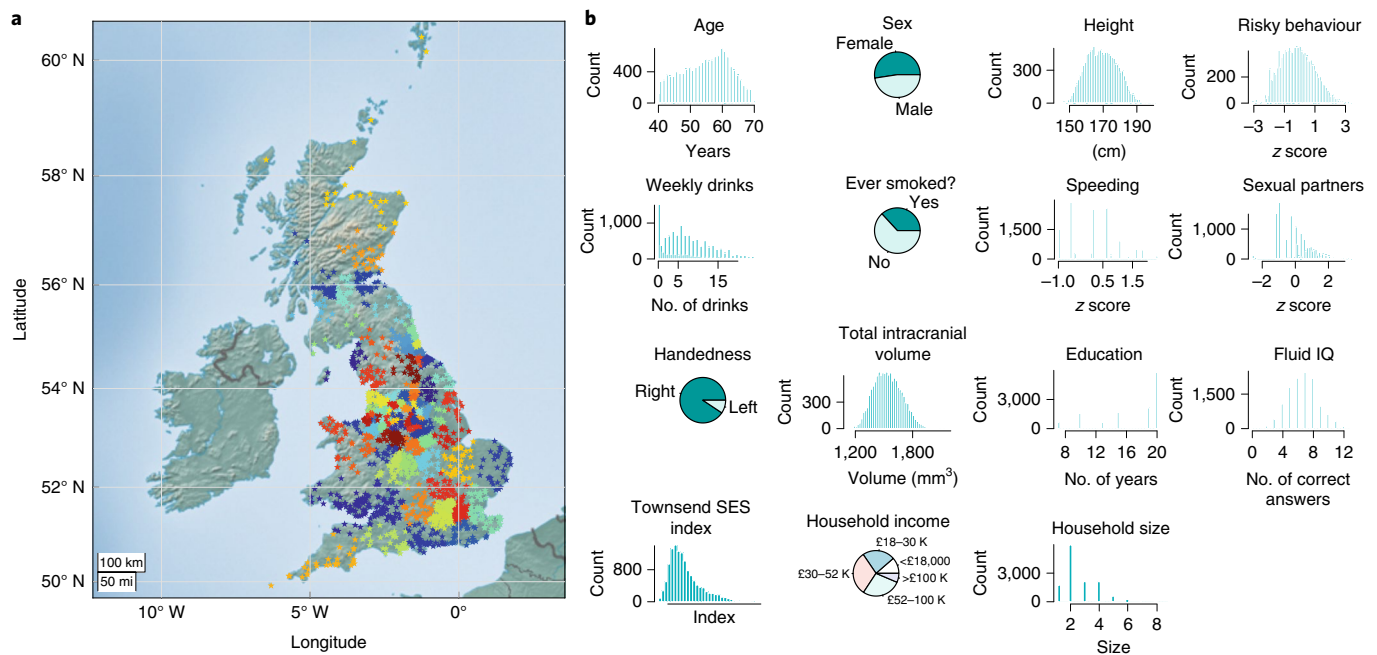 a
60° N
58° N
56° N
54° N
52° N
50° N
Latitude
100 km
50 mi
10° W
5° W
0°
Longitude
b
Age
Count
400
0
40 50 60 70
Years
Sex
Female
Male
Height
Count
300
0
150 170 190
(cm)
Risky behaviour
Count
200
0
−3 −1 1 3
z score
Weekly drinks
Count
1,000
0
0 5 15
No. of drinks
Ever smoked?
Yes
No
Speeding
Count
1,500
0
−1.0 0.5 1.5
z score
Sexual partners
Count
1,000
0
−2 0 2
z score
Handedness
Right
Left
Total intracranial
volume
Count
300
0
1,200 1,800
Volume (mm³)
Education
Count
3,000
0
8 12 16 20
No. of years
Fluid IQ
Count
1,500
0
0 4 8 12
No. of correct
answers
Townsend SES
index
Count
800
0
Index
Household income
£18–30 K
<£18,000
£30–52 K
>£100 K
£52–100 K
Household size
Count
3,000
0
2 4 6 8
Size